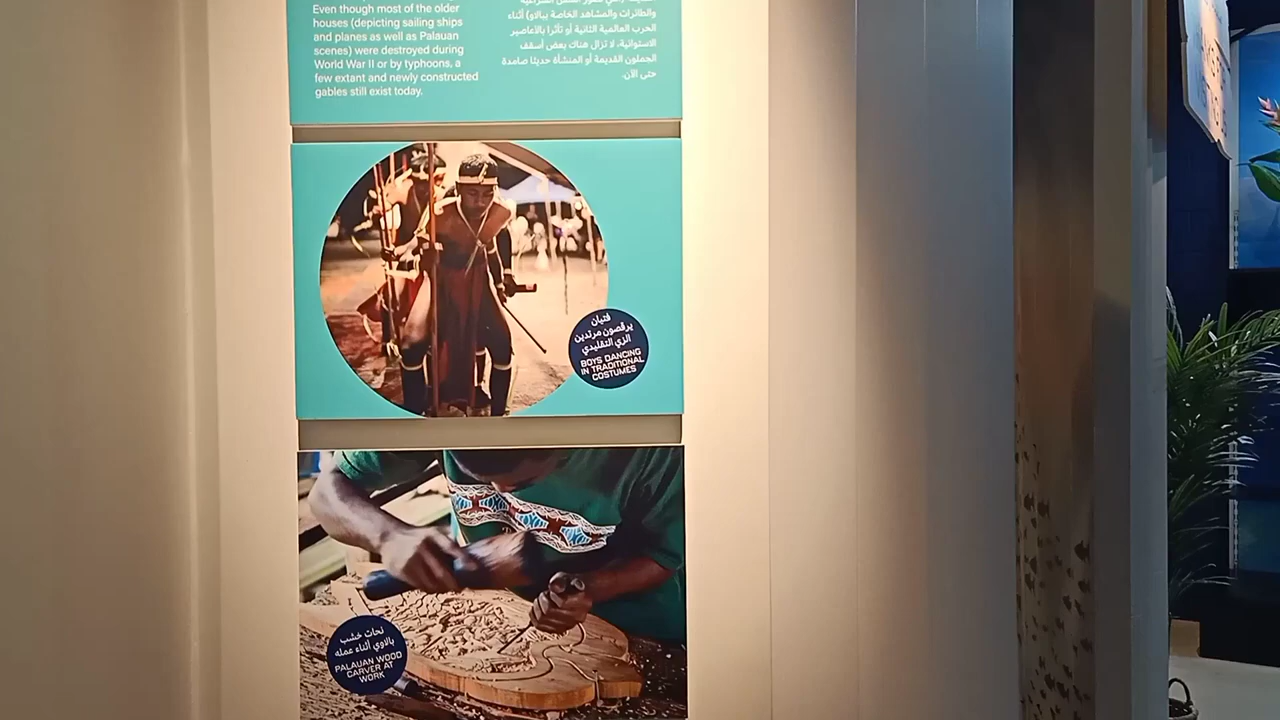 Even though most of the older
houses (depicting sailing ships
and planes as well as Palauan
scenes) were destroyed during
World War II or by typhoons, a
few extant and newly constructed
gables still exist today.
والطائرات والمشاهد الخاصة ببالاو) أثناء
الحرب العالمية الثانية أو تأثرا بالأعاصير
الاستوائية، لا تزال هناك بعض أسقف
الجملون القديمة أو المنشأة حديثا صامدة
حتى الآن.
فتيان
يرقصون مرتدين
الزي التقليدي
BOYS DANCING
IN TRADITIONAL
COSTUMES
نحات خشب
بالاوي أثناء عمله
PALAUAN WOOD
CARVER AT
WORK